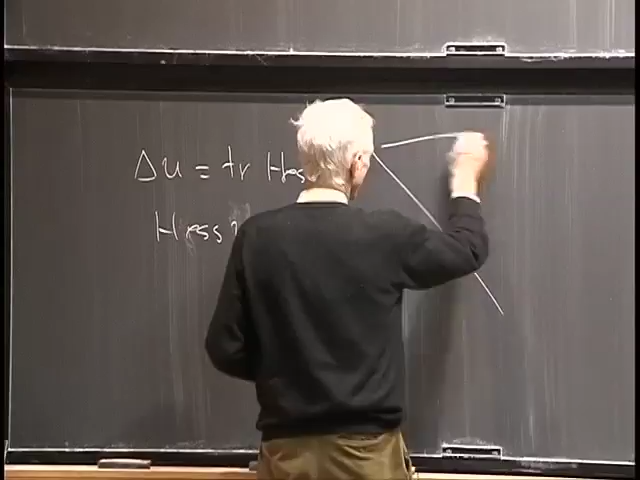 Δu = tr Hess
Hess